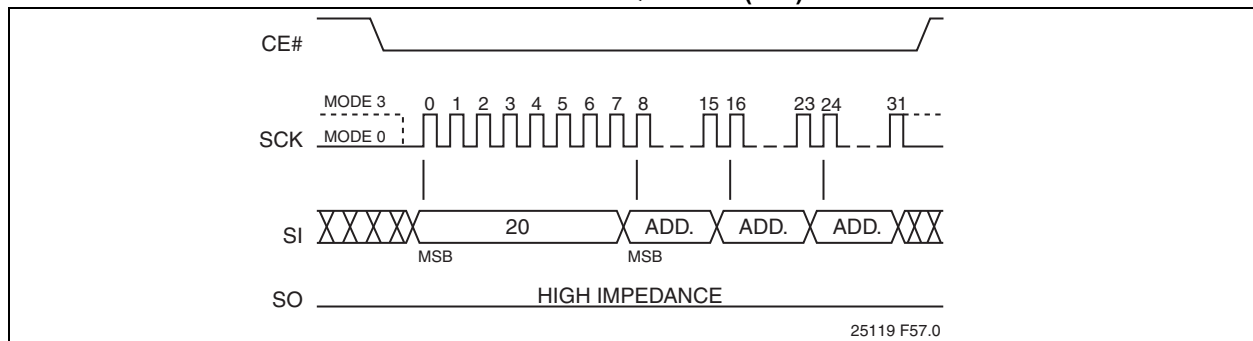 CE#
MODE 3 0 1 2 3 4 5 6 7 8 15 16 23 24 31
SCK MODE 0
SI 20 ADD. ADD. ADD.
MSB MSB
SO HIGH IMPEDANCE
25119 F57.0